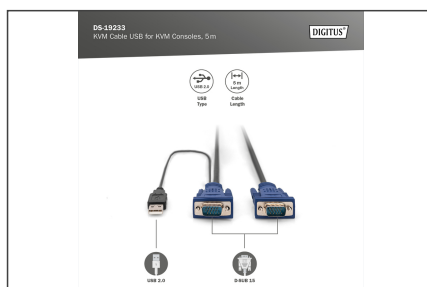 DS-19233
KVM Cable USB for KVM Consoles, 5 m
DIGITUS®
USB 2.0
5 m
Length
USB
Type
Cable
Length
USB 2.0
D-SUB 15